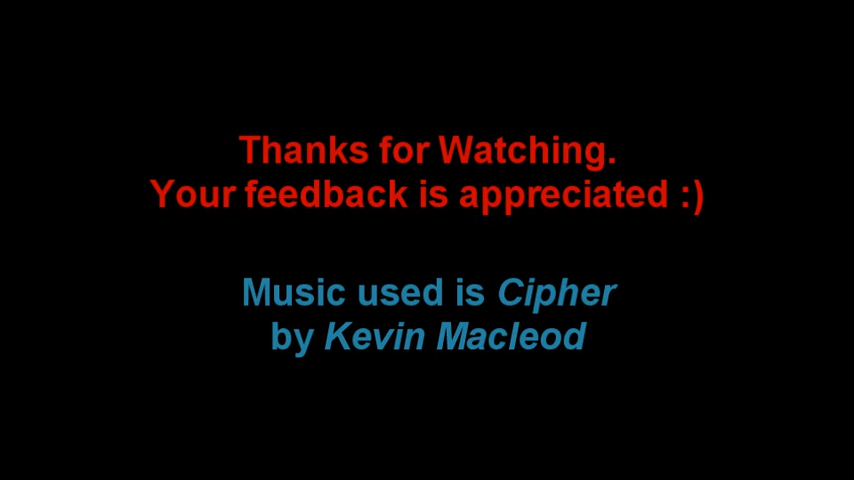 Thanks for Watching.
Your feedback is appreciated :)
Music used is Cipher
by Kevin Macleod